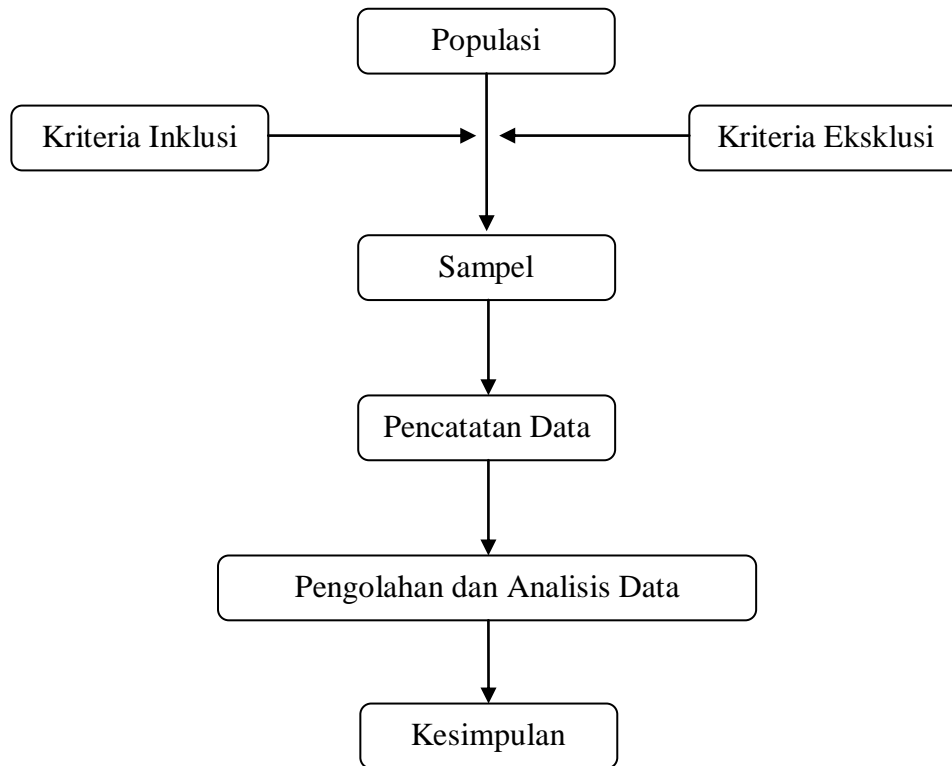 Populasi
Kriteria Inklusi
Kriteria Eksklusi
Sampel
Pencatatan Data
Pengolahan dan Analisis Data
Kesimpulan